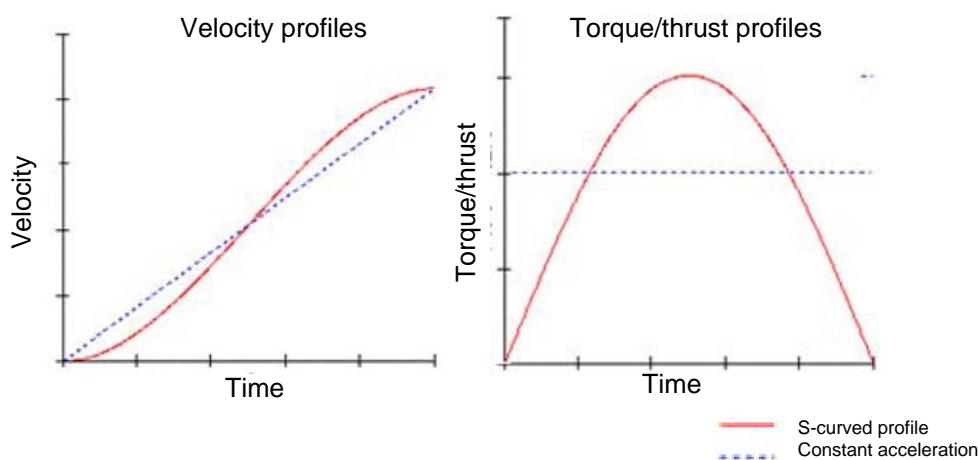 Velocity profiles
Torque/thrust profiles
Velocity
Time
Torque/thrust
Time
S-curved profile
Constant acceleration